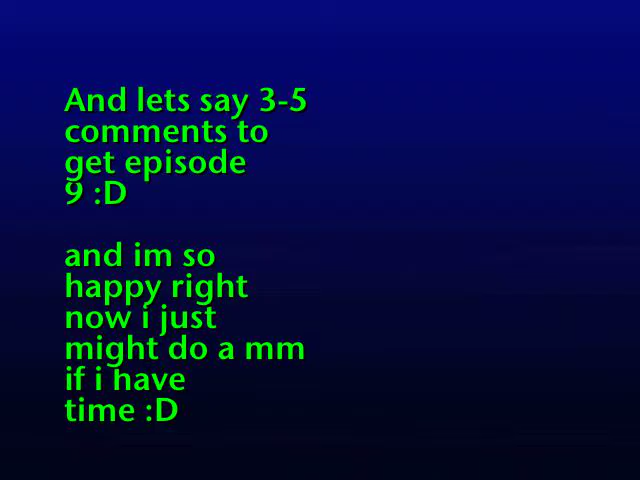 And lets say 3-5
comments to
get episode
9 :D
and im so
happy right
now i just
might do a mm
if i have
time :D